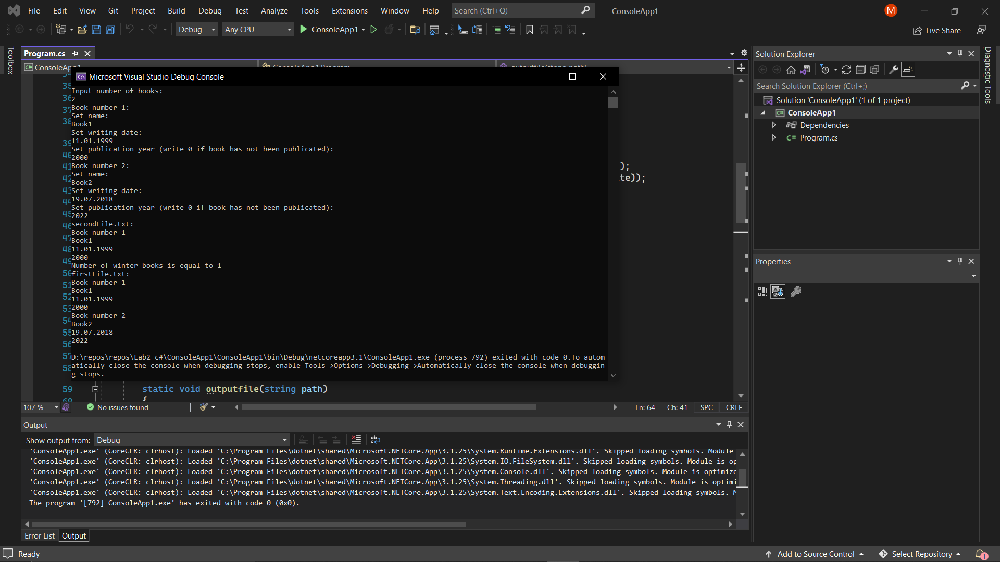 File Edit View Git Project Build Debug Test Analyze Tools Extensions Window Help Search (Ctrl+Q) ConsoleApp1 M
Debug Any CPU ConsoleApp1 Live Share
Toolbox
Program.cs
Solution Explorer
Diagnostic Tools
Search Solution Explorer (Ctrl+;)
Solution 'ConsoleApp1' (1 of 1 project)
ConsoleApp1
Dependencies
Program.cs
Properties
Microsoft Visual Studio Debug Console
Input number of books:
2
Book number 1:
Set name:
Book1
Set writing date:
11.01.1999
Set publication year (write 0 if book has not been publicated):
2000
Book number 2:
Set name:
Book2
Set writing date:
19.07.2018
Set publication year (write 0 if book has not been publicated):
2022
secondFile.txt:
Book number 1
Book1
11.01.1999
2000
Number of winter books is equal to 1
firstFile.txt:
Book number 1
Book1
11.01.1999
2000
Book number 2
Book2
19.07.2018
2022
D:\repos\repos\Lab2 c#\ConsoleApp1\ConsoleApp1\bin\Debug\netcoreapp3.1\ConsoleApp1.exe (process 792) exited with code 0.To autom
atically close the console when debugging stops, enable Tools->Options->Debugging->Automatically close the console when debuggin
g stops.
);
te));
35
36
37
38
39
40
41
42
43
44
45
46
47
48
49
50
51
52
53
54
55
56
57
58
59 static void outputfile(string path)
60 {
107 % No issues found Ln: 64 Ch: 41 SPC CRLF
Output
Show output from: Debug
'ConsoleApp1.exe' (CoreCLR: clrhost): Loaded 'C:\Program Files\dotnet\shared\Microsoft.NETCore.App\3.1.25\System.Runtime.Extensions.dll'. Skipped loading symbols. Module
'ConsoleApp1.exe' (CoreCLR: clrhost): Loaded 'C:\Program Files\dotnet\shared\Microsoft.NETCore.App\3.1.25\System.IO.FileSystem.dll'. Skipped loading symbols. Module is op
'ConsoleApp1.exe' (CoreCLR: clrhost): Loaded 'C:\Program Files\dotnet\shared\Microsoft.NETCore.App\3.1.25\System.Console.dll'. Skipped loading symbols. Module is optimize
'ConsoleApp1.exe' (CoreCLR: clrhost): Loaded 'C:\Program Files\dotnet\shared\Microsoft.NETCore.App\3.1.25\System.Threading.dll'. Skipped loading symbols. Module is optimi
'ConsoleApp1.exe' (CoreCLR: clrhost): Loaded 'C:\Program Files\dotnet\shared\Microsoft.NETCore.App\3.1.25\System.Text.Encoding.Extensions.dll'. Skipped loading symbols.
The program '[792] ConsoleApp1.exe' has exited with code 0 (0x0).
Error List Output
Ready Add to Source Control Select Repository 1